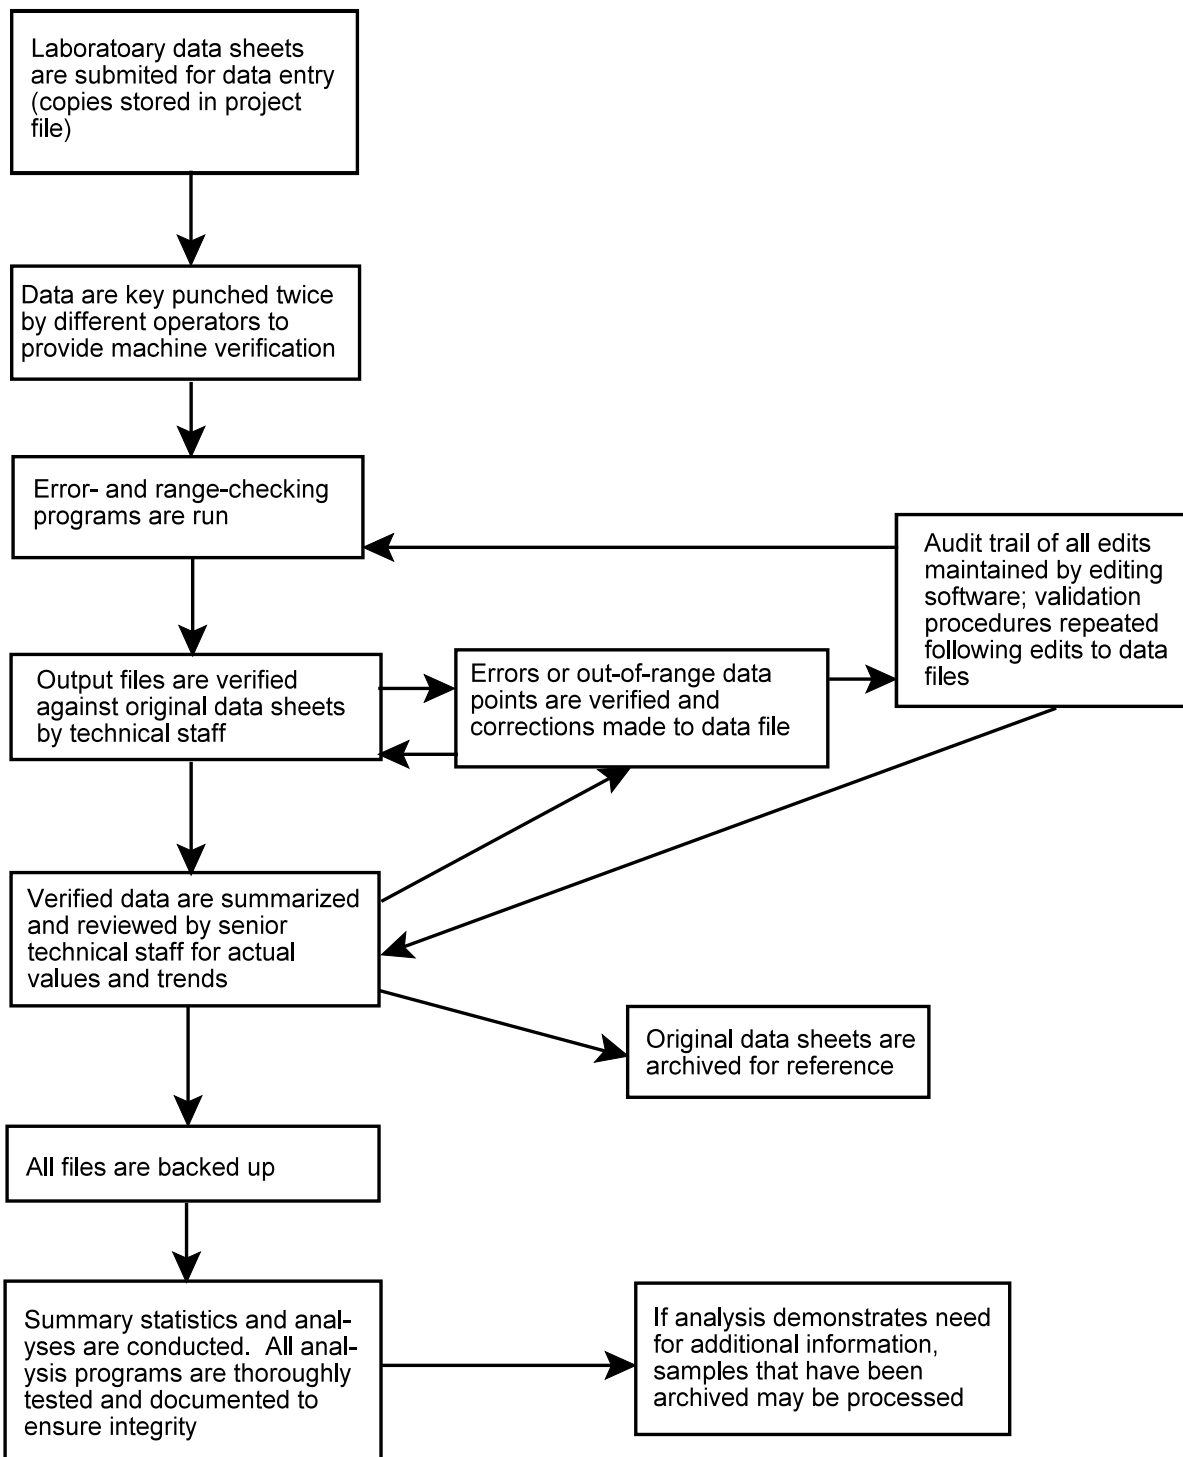 Laboratoary data sheets
are submited for data entry
(copies stored in project
file)
Data are key punched twice
by different operators to
provide machine verification
Error- and range-checking
programs are run
Audit trail of all edits
maintained by editing
software; validation
procedures repeated
following edits to data
files
Output files are verified
against original data sheets
by technical staff
Errors or out-of-range data
points are verified and
corrections made to data file
Verified data are summarized
and reviewed by senior
technical staff for actual
values and trends
Original data sheets are
archived for reference
All files are backed up
Summary statistics and anal-
yses are conducted.  All anal-
ysis programs are thoroughly
tested and documented to
ensure integrity
If analysis demonstrates need
for additional information,
samples that have been
archived may be processed